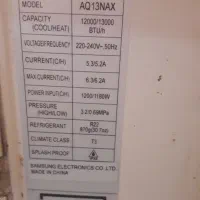 MODEL AQ13NAX
CAPACITY (COOL/HEAT) 12000/13000 BTU/h
VOLTAGE/FREQUENCY 220-240V~, 50Hz
CURRENT(C/H) 5.3/5.2A
MAX CURRENT(C/H) 6.3/6.2A
POWER INPUT(C/H) 1200/1180W
PRESSURE (HIGH/LOW)
REFRIGERANT R22
CLIMATE CLASS T3
SPLASH PROOF
SAMSUNG ELECTRONICS CO. LTD.
MADE IN CHINA